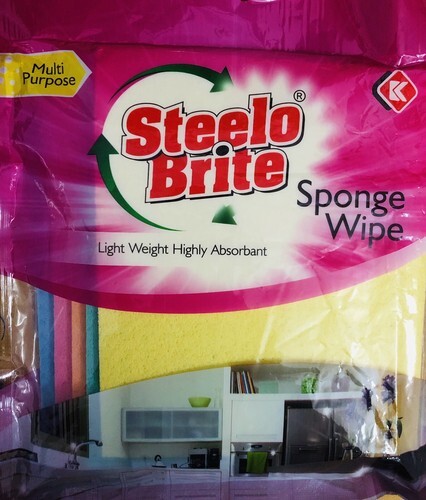 Multi
Purpose
Steelo®
Brite
K
Sponge
Wipe
Light Weight Highly Absorbant